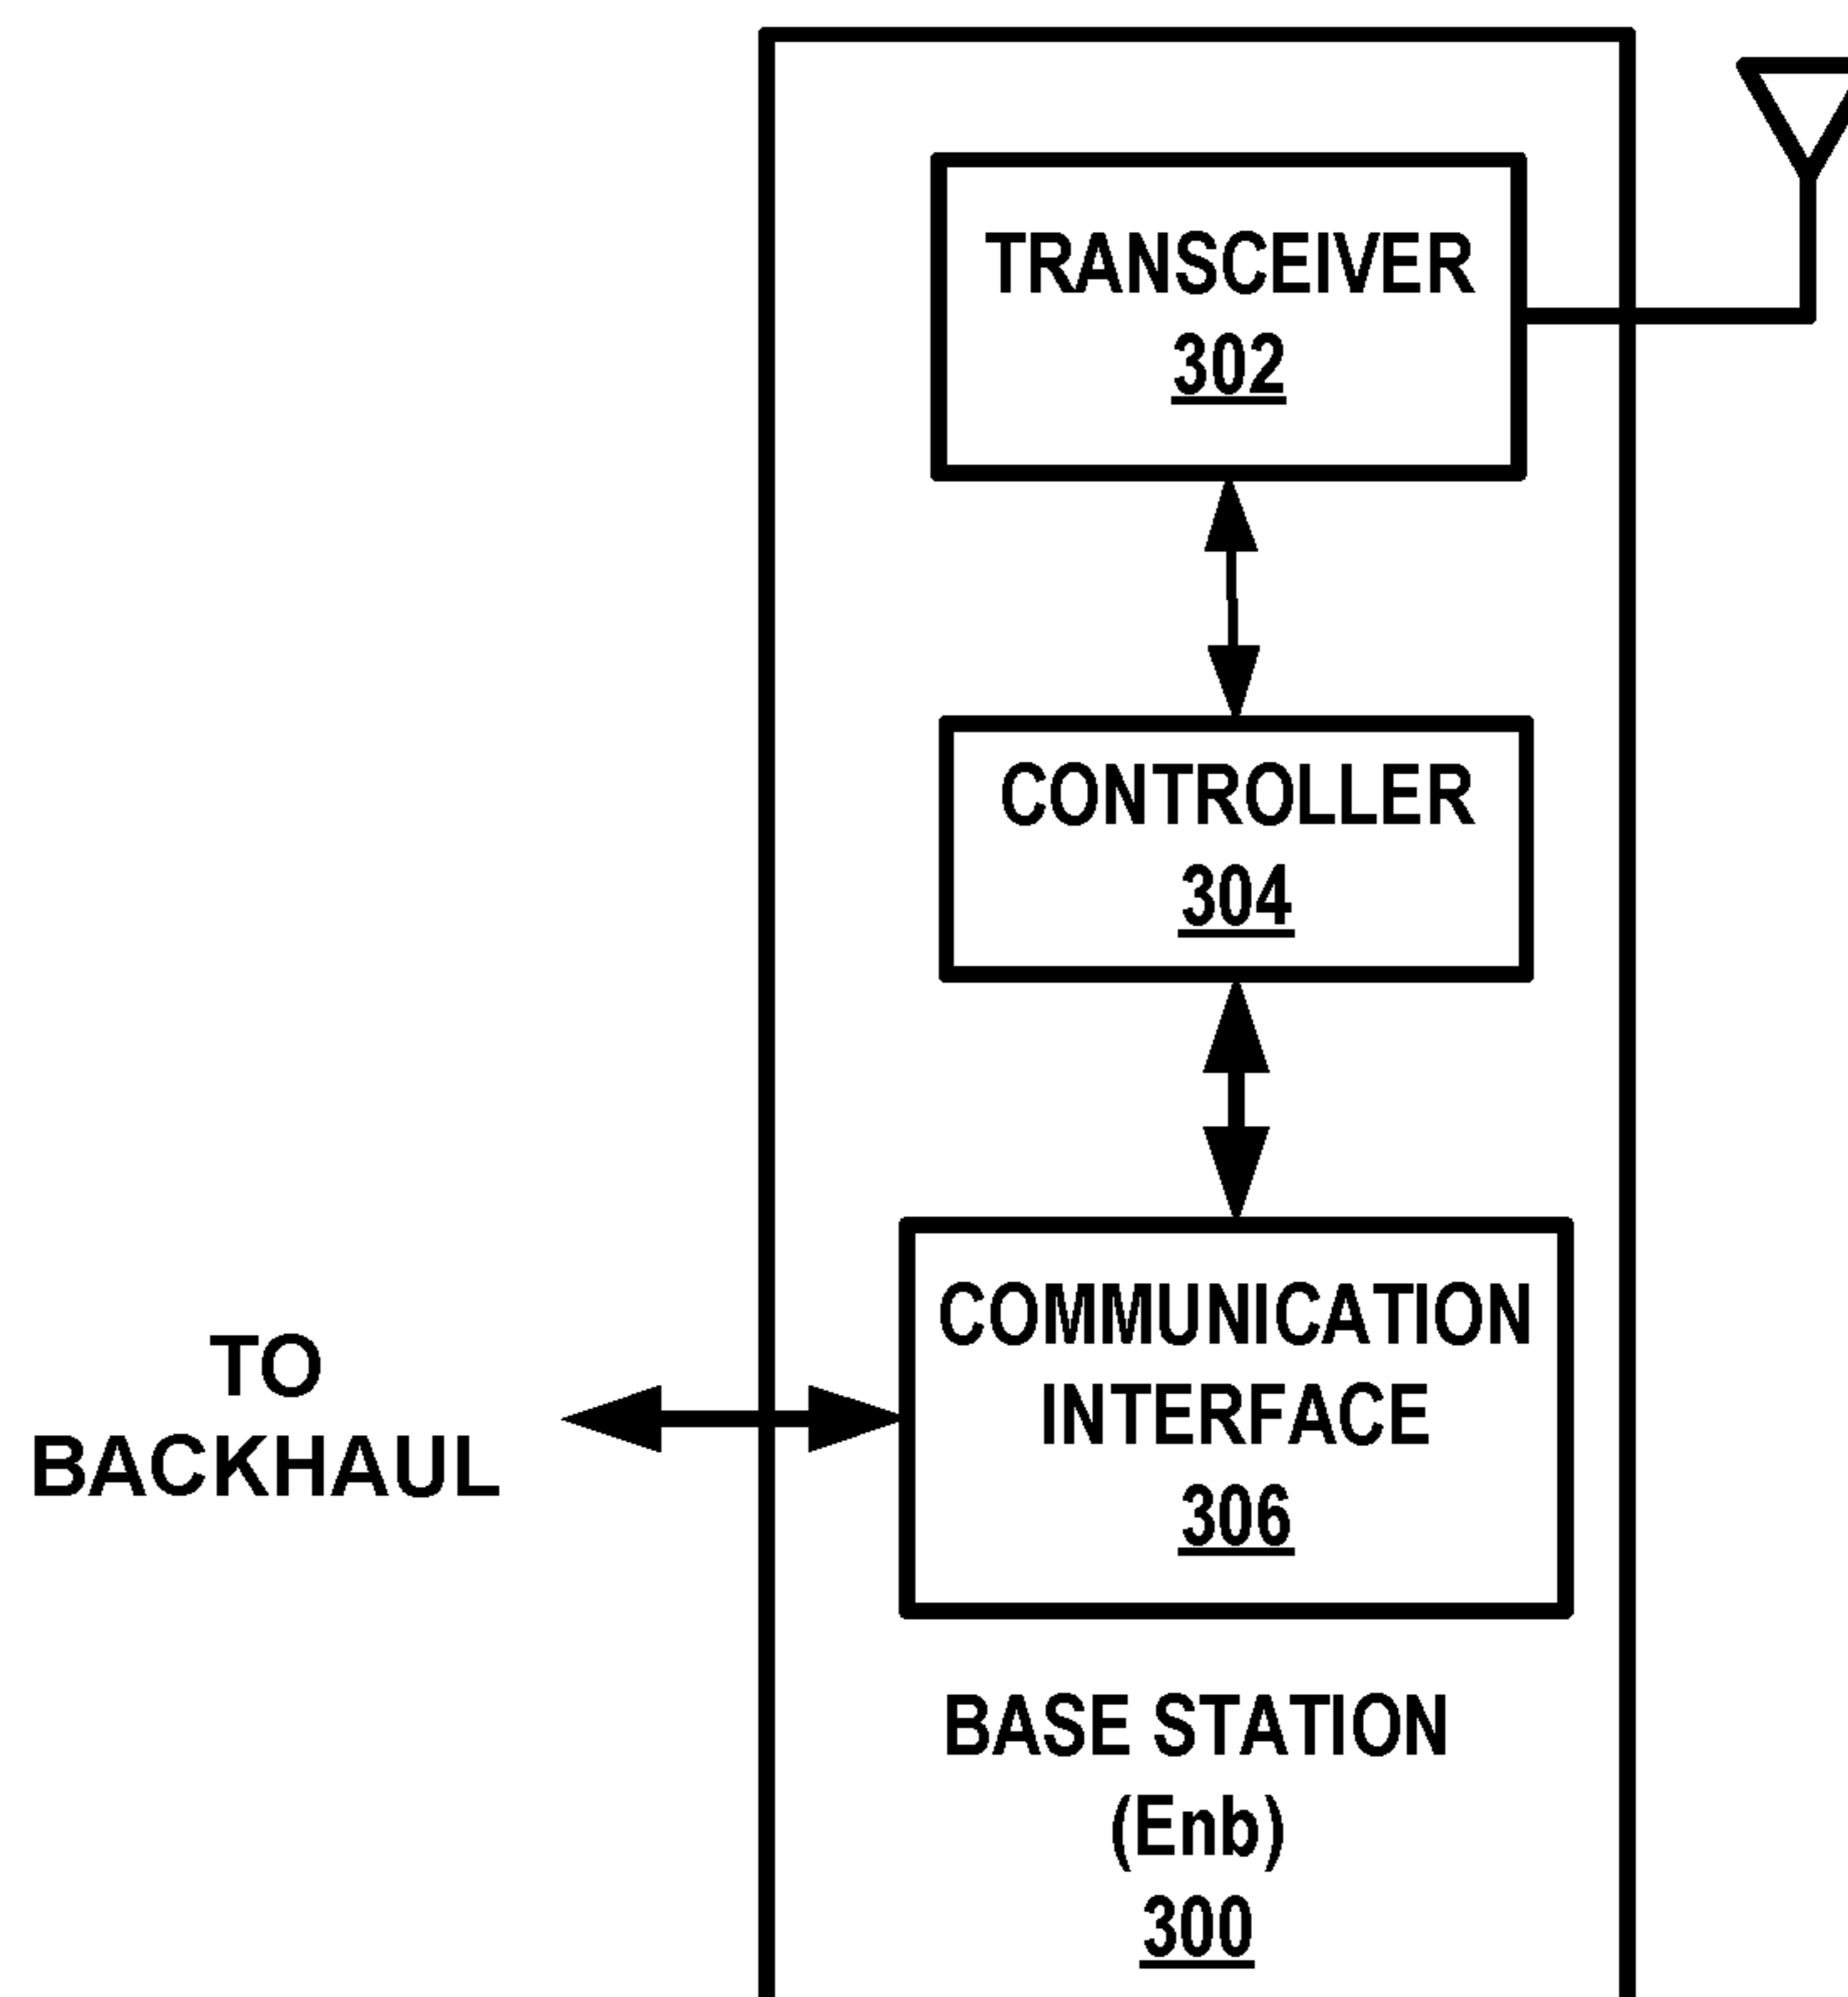 TRANSCEIVER
302
CONTROLLER
304
COMMUNICATION
INTERFACE
306
TO
BACKHAUL
BASE STATION
(Enb)
300